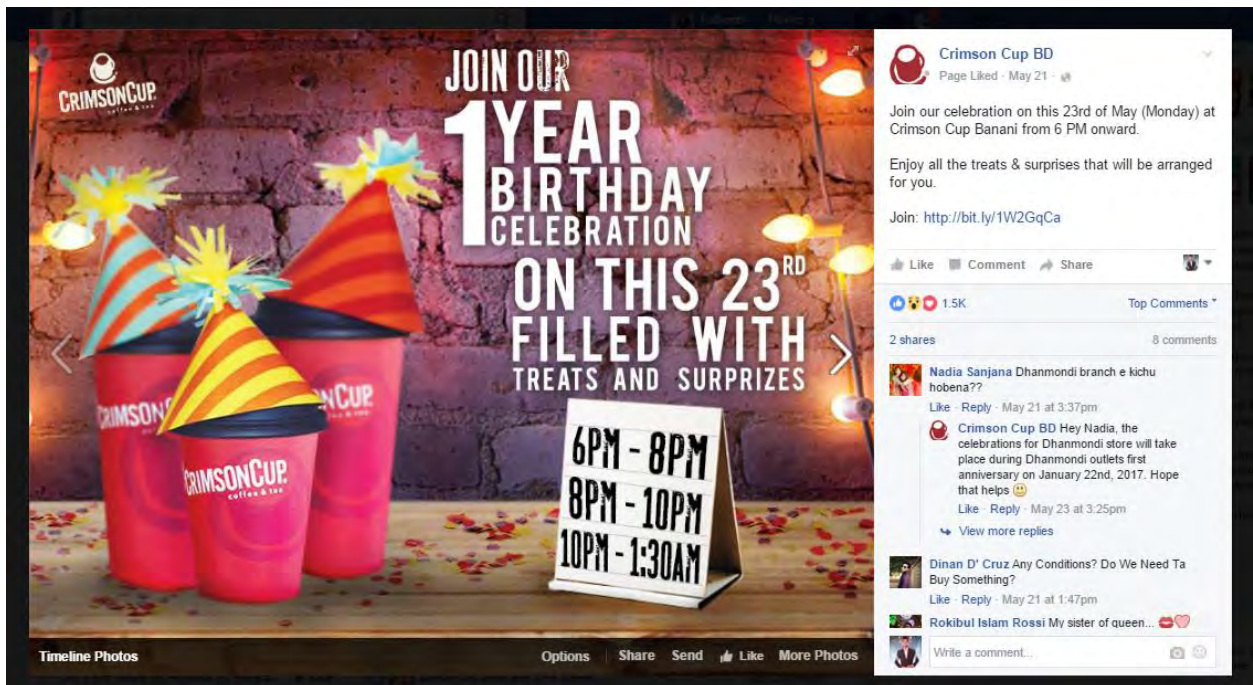 CRIMSONCUP
coffee & tea
JOIN OUR
1 YEAR
BIRTHDAY
CELEBRATION
ON THIS 23RD
FILLED WITH
TREATS AND SURPRIZES
6PM - 8PM
8PM - 10PM
10PM - 1:30AM
CRIMSON
NCUP
CRIMSONCUP
coffee & tea
Timeline Photos
Options
Share
Send
Like
More Photos
Crimson Cup BD
Page Liked · May 21 ·
Join our celebration on this 23rd of May (Monday) at
Crimson Cup Banani from 6 PM onward.
Enjoy all the treats & surprises that will be arranged
for you.
Join: http://bit.ly/1W2GqCa
Like Comment Share
1.5K Top Comments
2 shares 8 comments
Nadia Sanjana Dhanmondi branch e kichu
hobena??
Like · Reply · May 21 at 3:37pm
Crimson Cup BD Hey Nadia, the
celebrations for Dhanmondi store will take
place during Dhanmondi outlets first
anniversary on January 22nd, 2017. Hope
that helps 🙂
Like · Reply · May 23 at 3:25pm
View more replies
Dinan D' Cruz Any Conditions? Do We Need Ta
Buy Something?
Like · Reply · May 21 at 1:47pm
Rokibul Islam Rossi My sister of queen...
Write a comment...